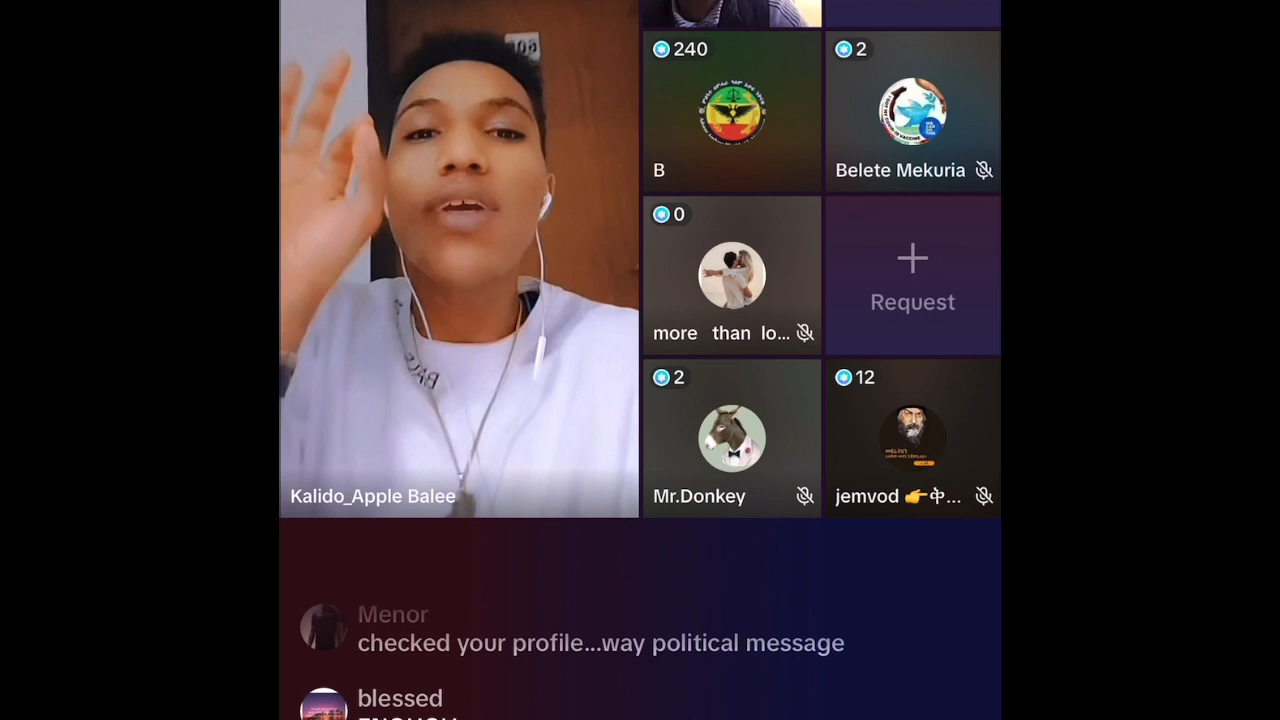 240
2
B
Belete Mekuria
0
Request
more than lo...
2
12
Kalido_Apple Balee
Mr.Donkey
jemvod 👉ቅ...
Menor
checked your profile...way political message
blessed